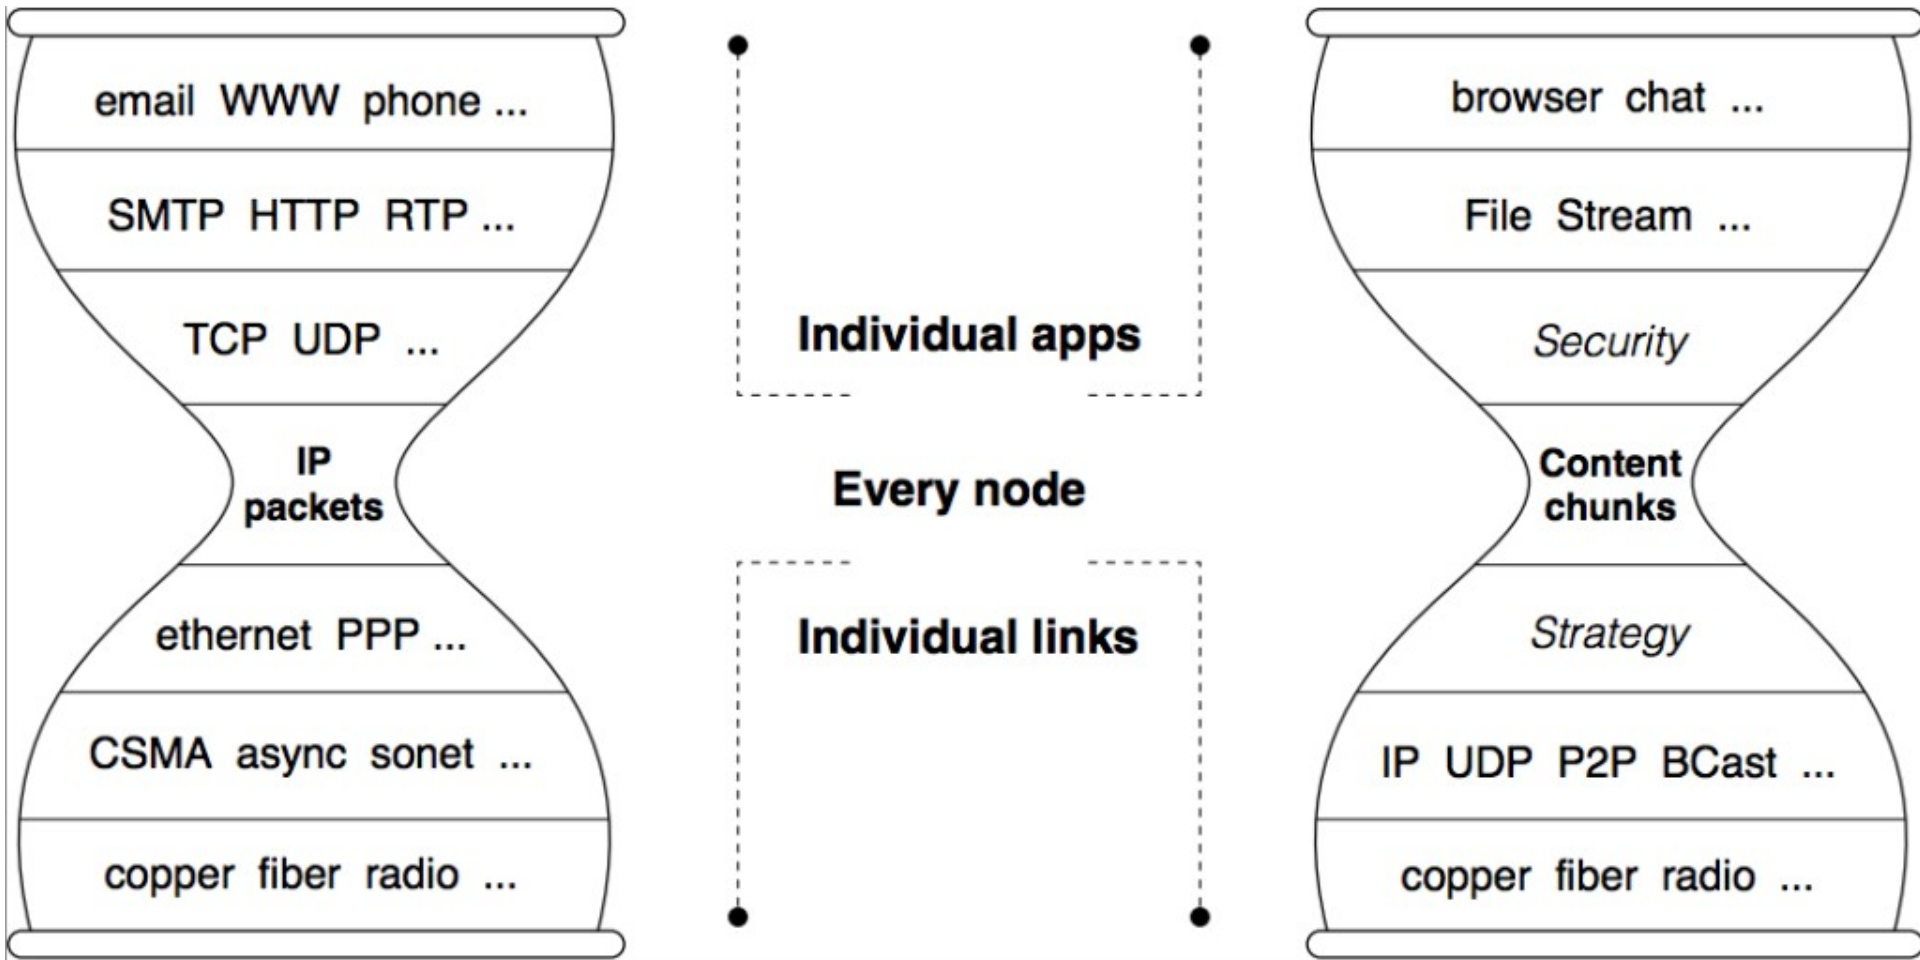 email WWW phone ...
SMTP HTTP RTP ...
TCP UDP ...
IP
packets
ethernet PPP ...
CSMA async sonet ...
copper fiber radio ...
Individual apps
Every node
Individual links
browser chat ...
File Stream ...
Security
Content
chunks
Strategy
IP UDP P2P BCast ...
copper fiber radio ...